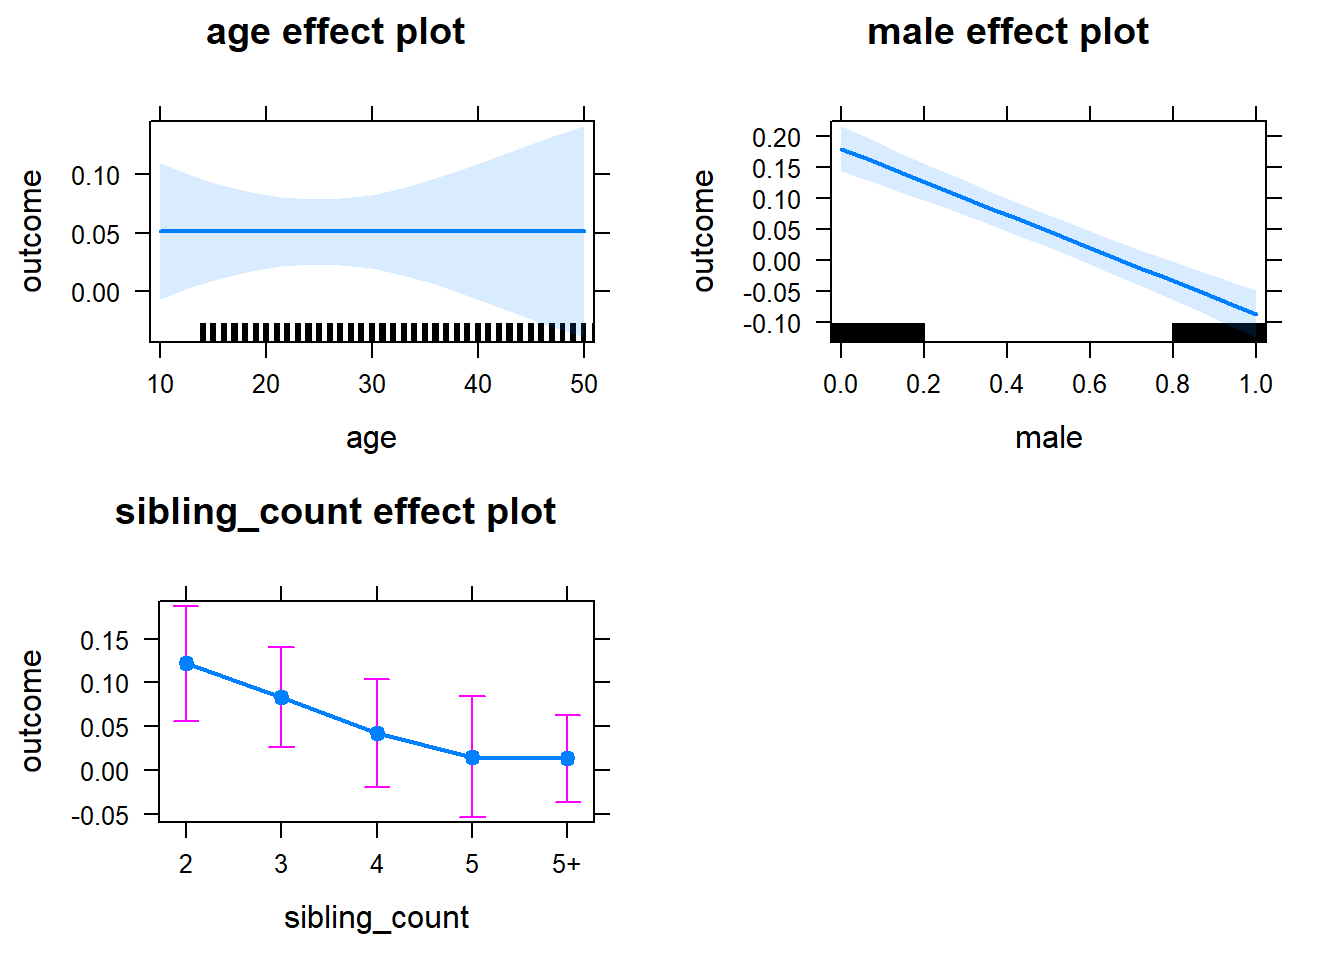 age effect plot
outcome
0.10
0.05
0.00
10 20 30 40 50
age
male effect plot
outcome
0.20
0.15
0.10
0.05
0.00
-0.05
-0.10
0.0 0.2 0.4 0.6 0.8 1.0
male
sibling_count effect plot
outcome
0.15
0.10
0.05
0.00
-0.05
2 3 4 5 5+
sibling_count